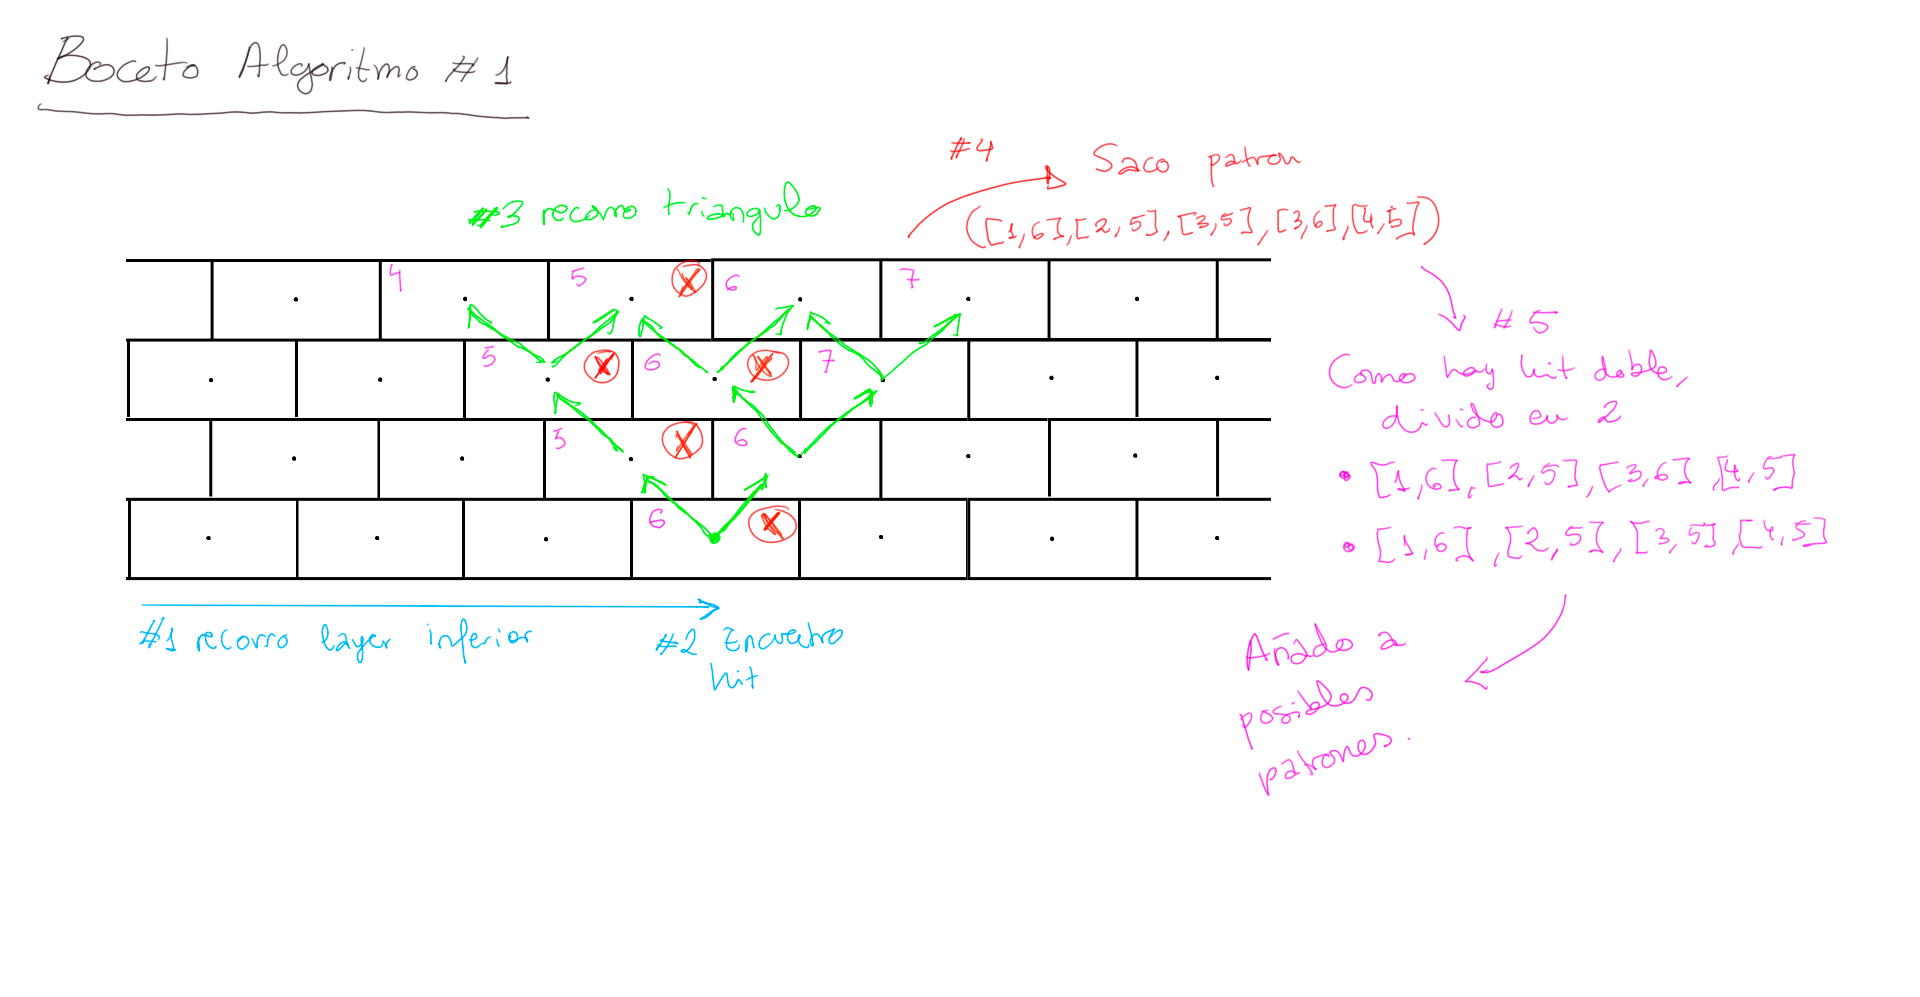 Boceto Algoritmo #1
#4 Saco patron
#3 recorro triangulo
([1,6],[2,5],[3,5],[3,6],[4,5])
4 5 X 6 7
5 X 6 X 7
5 X 6
6 X
#1 recorro layer inferior
#2 Encuentro
hit
#5
Como hay hit doble,
divido en 2
• [1,6],[2,5],[3,6],[4,5]
• [1,6],[2,5],[3,5],[4,5]
Añado a
posibles
patrones.